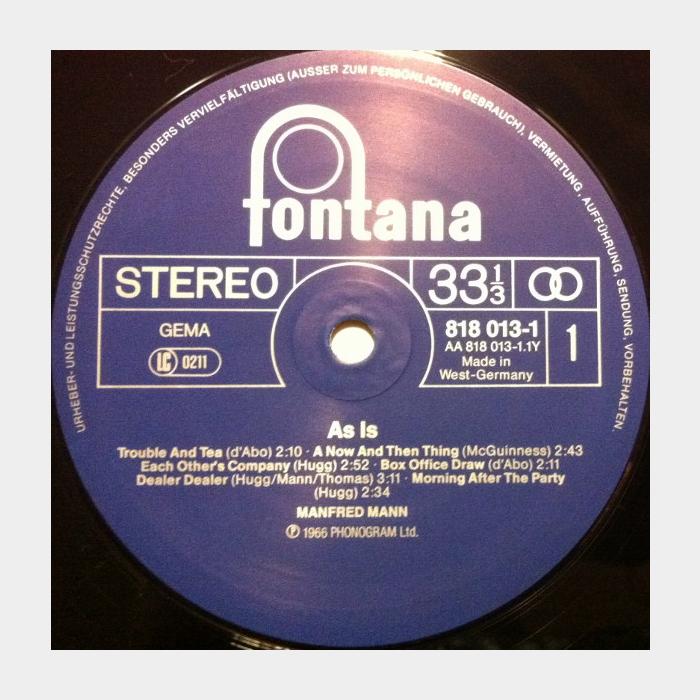 URHEBER- UND LEISTUNGSSCHUTZRECHTE, BESONDERS VERVIELFÄLTIGUNG (AUSSER ZUM PERSÖNLICHEN GEBRAUCH), VERMIETUNG, AUFFÜHRUNG, SENDUNG, VORBEHALTEN.
fontana
STEREO 33 1/3
GEMA
LC 0211
818 013-1
AA 818 013-1.1Y
Made in
West-Germany
1
As Is
Trouble And Tea (d'Abo) 2:10 · A Now And Then Thing (McGuinness) 2:43
Each Other's Company (Hugg) 2:52 · Box Office Draw (d'Abo) 2:11
Dealer Dealer (Hugg/Mann/Thomas) 3:11 · Morning After The Party
(Hugg) 2:34
MANFRED MANN
℗ 1966 PHONOGRAM Ltd.